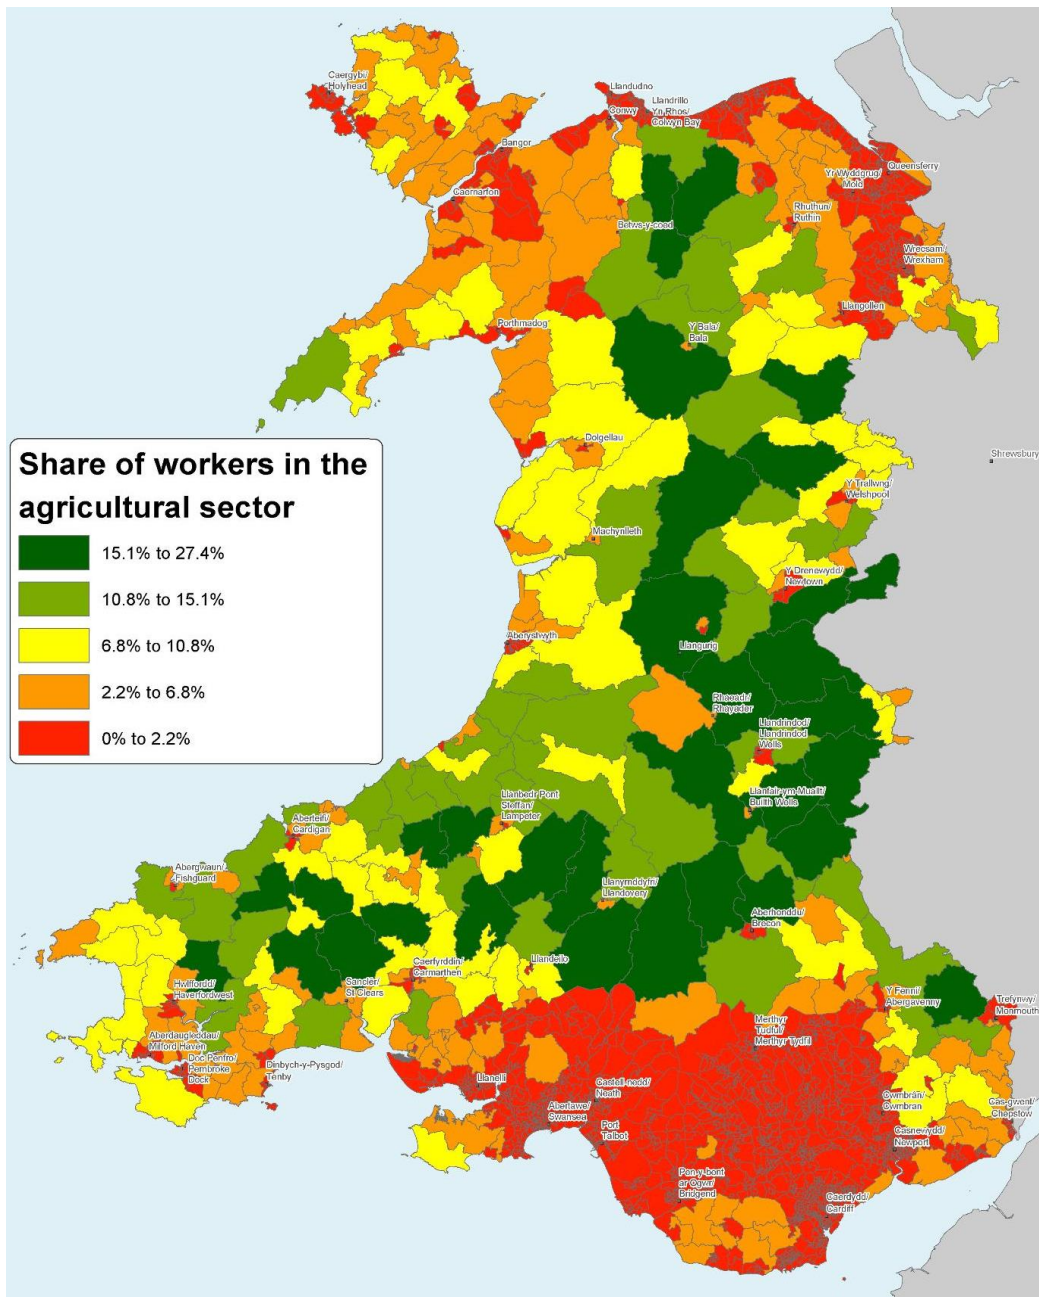 Caergybi/
Holyhead
Llandudno
Conwy
Llandrillo
Yn Rhos/
Colwyn Bay
Bangor
Queensferry
Yr Wyddgrug/
Mold
Caernarfon
Rhuthun/
Ruthin
Betws-y-coed
Wrecsam/
Wrexham
Llangollen
Porthmadog
Y Bala/
Bala
Dolgellau
Share of workers in the
agricultural sector
15.1% to 27.4%
10.8% to 15.1%
6.8% to 10.8%
2.2% to 6.8%
0% to 2.2%
Shrewsbury
Y Trallwng/
Welshpool
Machynlleth
Y Drenewydd/
Newtown
Aberystwyth
Llangurig
Rhaeadr/
Rhayader
Llandrindod/
Llandrindod
Wells
Llanfair-ym-Muallt/
Builth Wells
Llanbedr Pont
Steffan/
Lampeter
Aberteifi/
Cardigan
Abergwaun/
Fishguard
Llanymddyfri/
Llandovery
Aberhonddu/
Brecon
Caerfyrddin/
Carmarthen
Llandeilo
Sanclêr/
St Clears
Hwlffordd/
Haverfordwest
Y Fenni/
Abergavenny
Trefynwy/
Monmouth
Merthyr
Tudful/
Merthyr Tydfil
Aberdaugleddau/
Milford Haven
Doc Penfro/
Pembroke
Dock
Dinbych-y-Pysgod/
Tenby
Llanelli
Castell-nedd/
Neath
Abertawe/
Swansea
Port
Talbot
Cwmbrân/
Cwmbran
Cas-gwent/
Chepstow
Casnewydd/
Newport
Pen-y-bont
ar Ogwr/
Bridgend
Caerdydd/
Cardiff